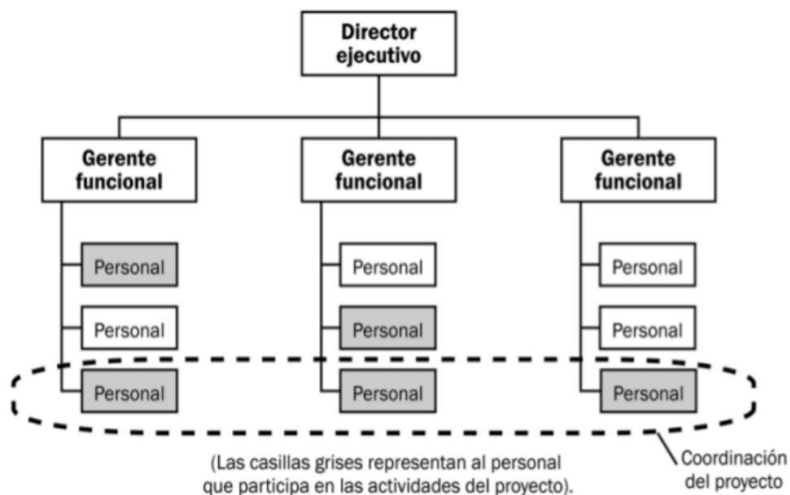 Director
ejecutivo
Gerente
funcional
Gerente
funcional
Gerente
funcional
Personal
Personal
Personal
Personal
Personal
Personal
Personal
Personal
Personal
(Las casillas grises representan al personal
que participa en las actividades del proyecto).
Coordinación
del proyecto